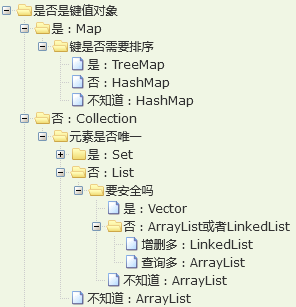 是否是键值对象
是：Map
键是否需要排序
是：TreeMap
否：HashMap
不知道：HashMap
否：Collection
元素是否唯一
是：Set
否：List
要安全吗
是：Vector
否：ArrayList或者LinkedList
增删多：LinkedList
查询多：ArrayList
不知道：ArrayList
不知道：ArrayList